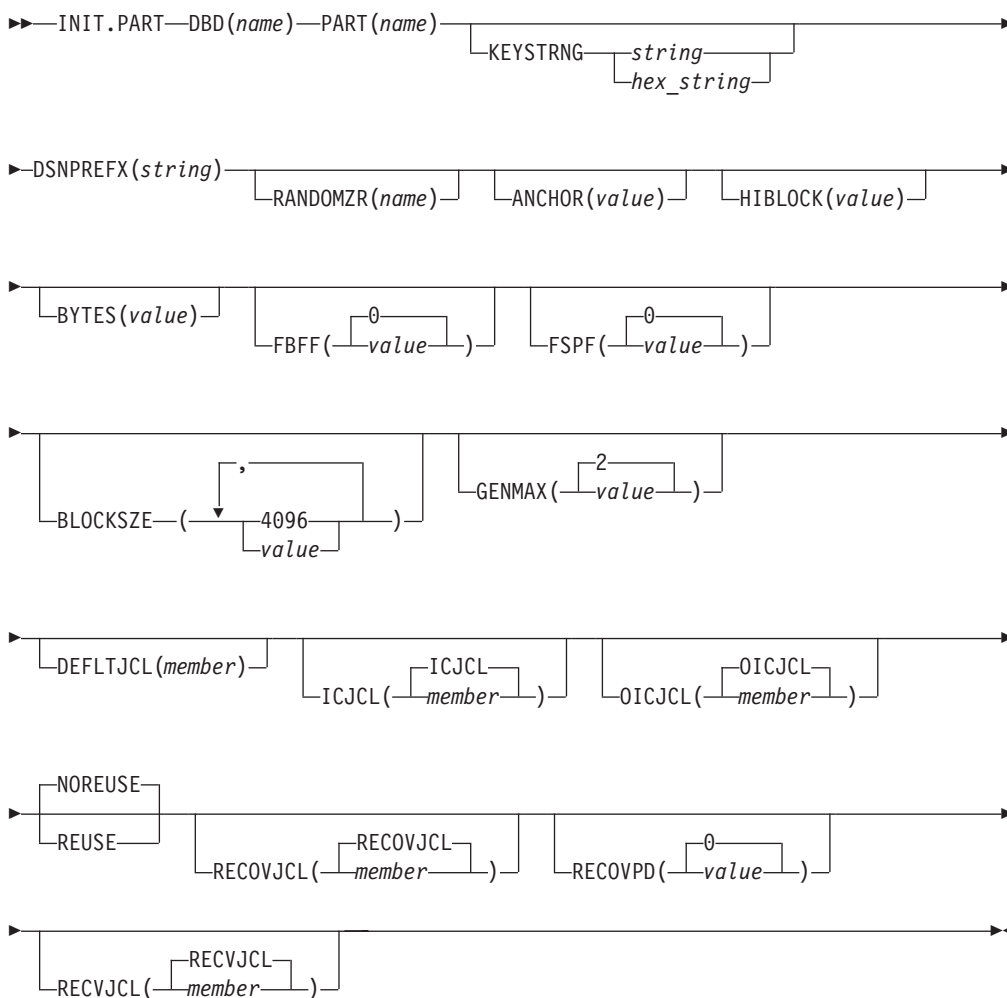 INIT.PART DBD(name) PART(name)
KEYSTRNG string
hex_string
DSNPREFX(string)
RANDOMZR(name) ANCHOR(value) HIBLOCK(value)
BYTES(value)
0
FBFF( value )
0
FSPF( value )
,
BLOCKSZE ( 4096 )
value
2
GENMAX( value )
DEFLTJCL(member)
ICJCL
ICJCL( member )
OICJCL
OICJCL( member )
NOREUSE
REUSE
RECOVJCL
RECOVJCL( member )
0
RECOVPD( value )
RECVJCL
RECVJCL( member )